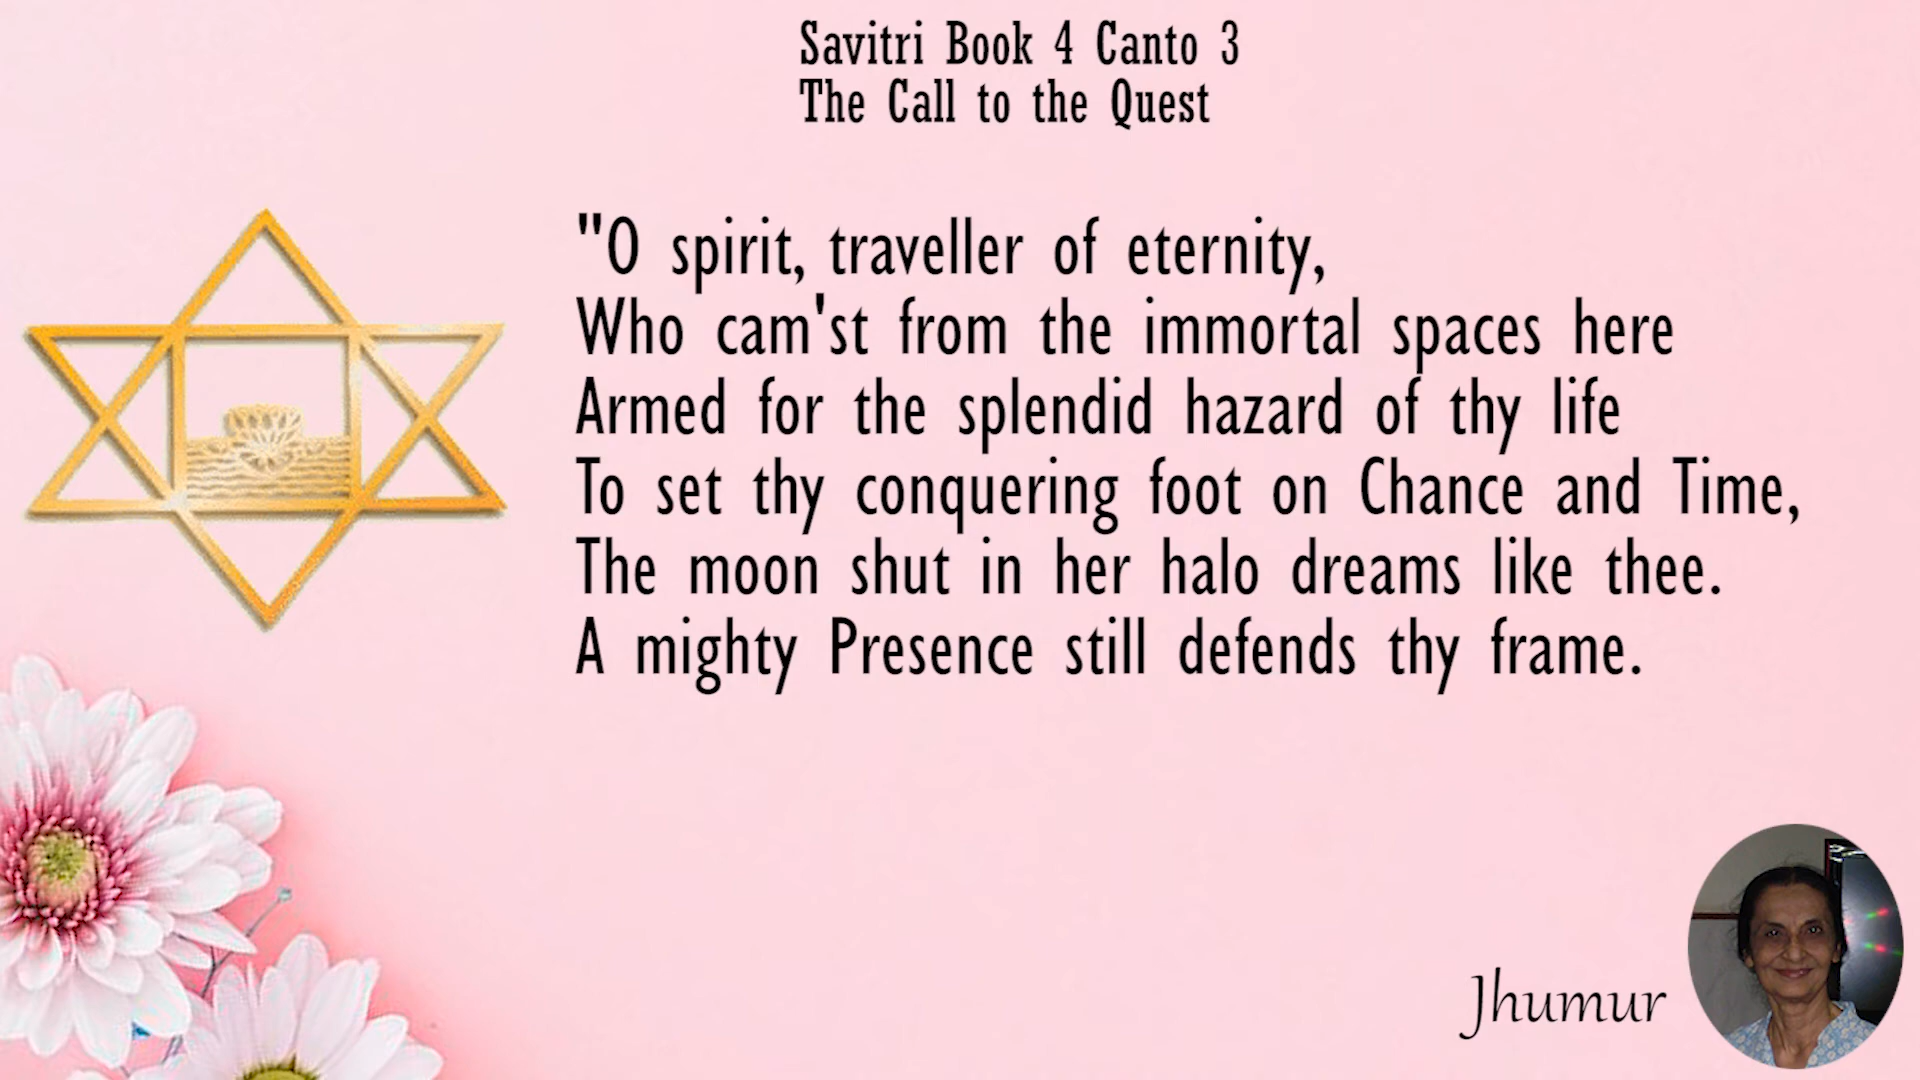 Savitri Book 4 Canto 3
The Call to the Quest
"O spirit, traveller of eternity,
Who cam'st from the immortal spaces here
Armed for the splendid hazard of thy life
To set thy conquering foot on Chance and Time,
The moon shut in her halo dreams like thee.
A mighty Presence still defends thy frame.
Jhumur